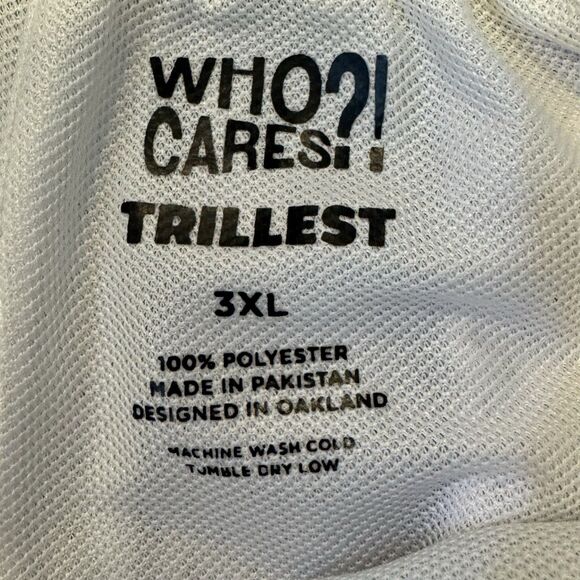 WHO
CARES?!
TRILLEST
3XL
100% POLYESTER
MADE IN PAKISTAN
DESIGNED IN OAKLAND
MACHINE WASH COLD
TUMBLE DRY LOW